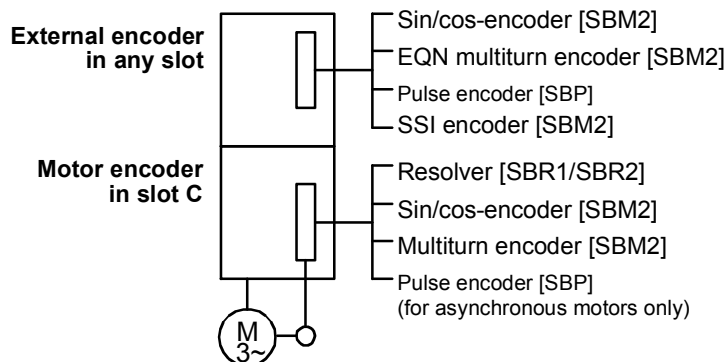 External encoder
in any slot
Sin/cos-encoder [SBM2]
EQN multiturn encoder [SBM2]
Pulse encoder [SBP]
SSI encoder [SBM2]
Motor encoder
in slot C
Resolver [SBR1/SBR2]
Sin/cos-encoder [SBM2]
Multiturn encoder [SBM2]
Pulse encoder [SBP]
(for asynchronous motors only)
M
3~